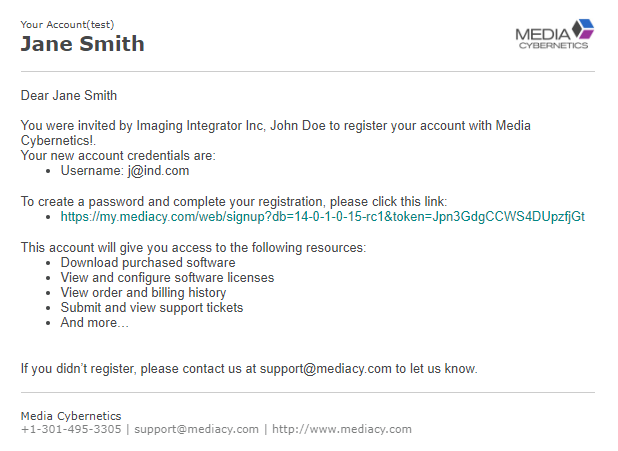 Your Account(test)
Jane Smith
MEDIA
CYBERNETICS
Dear Jane Smith
You were invited by Imaging Integrator Inc, John Doe to register your account with Media
Cybernetics!.
Your new account credentials are:
• Username: j@ind.com
To create a password and complete your registration, please click this link:
• https://my.mediacy.com/web/signup?db=14-0-1-0-15-rc1&token=Jpn3GdgCCWS4DUpzfjGt
This account will give you access to the following resources:
• Download purchased software
• View and configure software licenses
• View order and billing history
• Submit and view support tickets
• And more…
If you didn’t register, please contact us at support@mediacy.com to let us know.
Media Cybernetics
+1-301-495-3305 | support@mediacy.com | http://www.mediacy.com